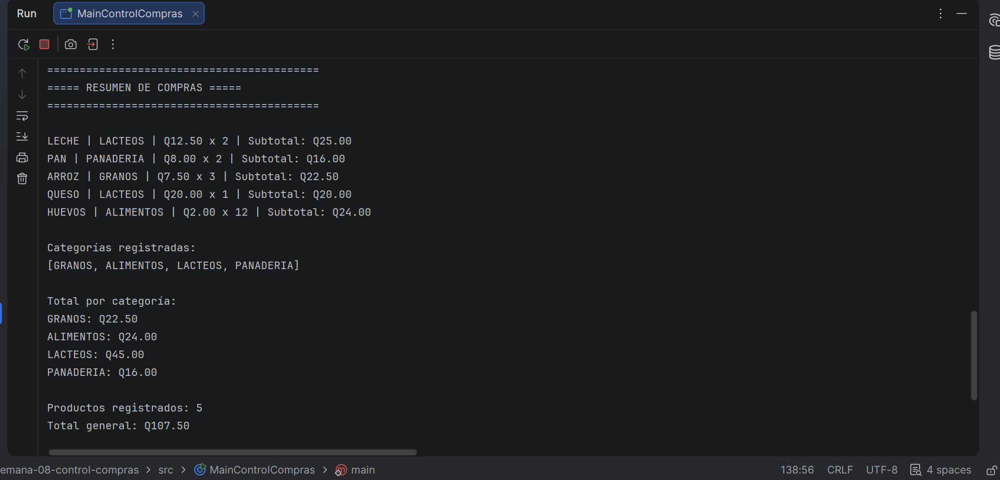 Run MainControlCompras
==========================================
===== RESUMEN DE COMPRAS =====
==========================================
LECHE | LACTEOS | Q12.50 x 2 | Subtotal: Q25.00
PAN | PANADERIA | Q8.00 x 2 | Subtotal: Q16.00
ARROZ | GRANOS | Q7.50 x 3 | Subtotal: Q22.50
QUESO | LACTEOS | Q20.00 x 1 | Subtotal: Q20.00
HUEVOS | ALIMENTOS | Q2.00 x 12 | Subtotal: Q24.00
Categorías registradas:
[GRANOS, ALIMENTOS, LACTEOS, PANADERIA]
Total por categoría:
GRANOS: Q22.50
ALIMENTOS: Q24.00
LACTEOS: Q45.00
PANADERIA: Q16.00
Productos registrados: 5
Total general: Q107.50
emana-08-control-compras > src > MainControlCompras > main 138:56 CRLF UTF-8 4 spaces